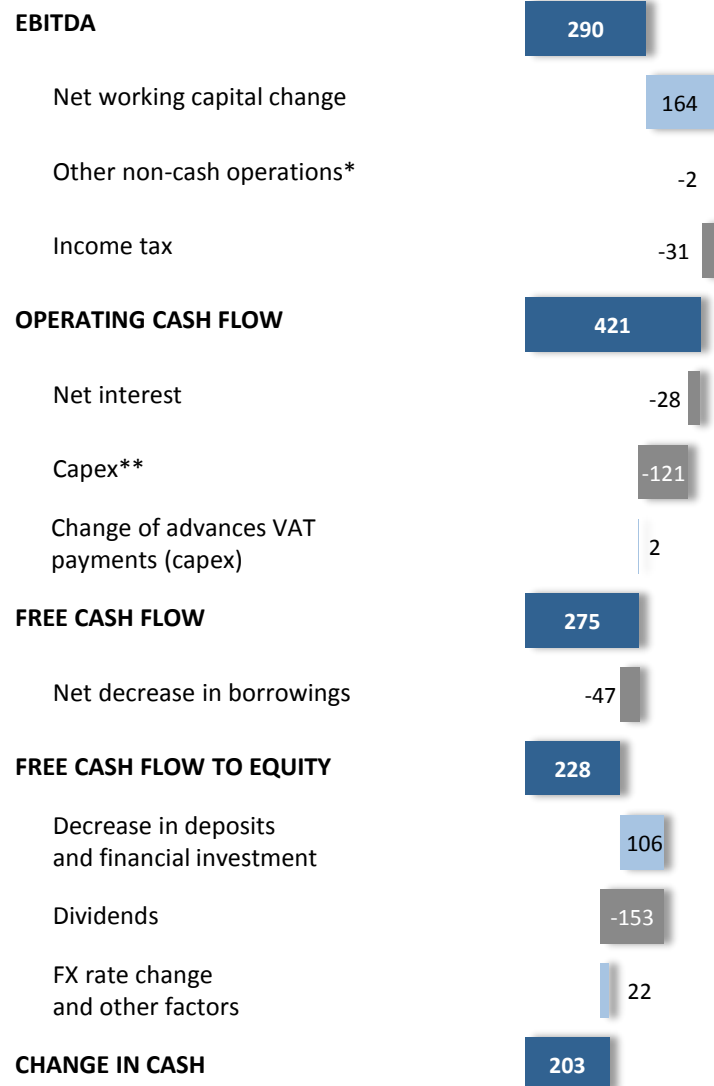 EBITDA 290
Net working capital change 164
Other non-cash operations* -2
Income tax -31
OPERATING CASH FLOW 421
Net interest -28
Capex** -121
Change of advances VAT
payments (capex) 2
FREE CASH FLOW 275
Net decrease in borrowings -47
FREE CASH FLOW TO EQUITY 228
Decrease in deposits
and financial investment 106
Dividends -153
FX rate change
and other factors 22
CHANGE IN CASH 203